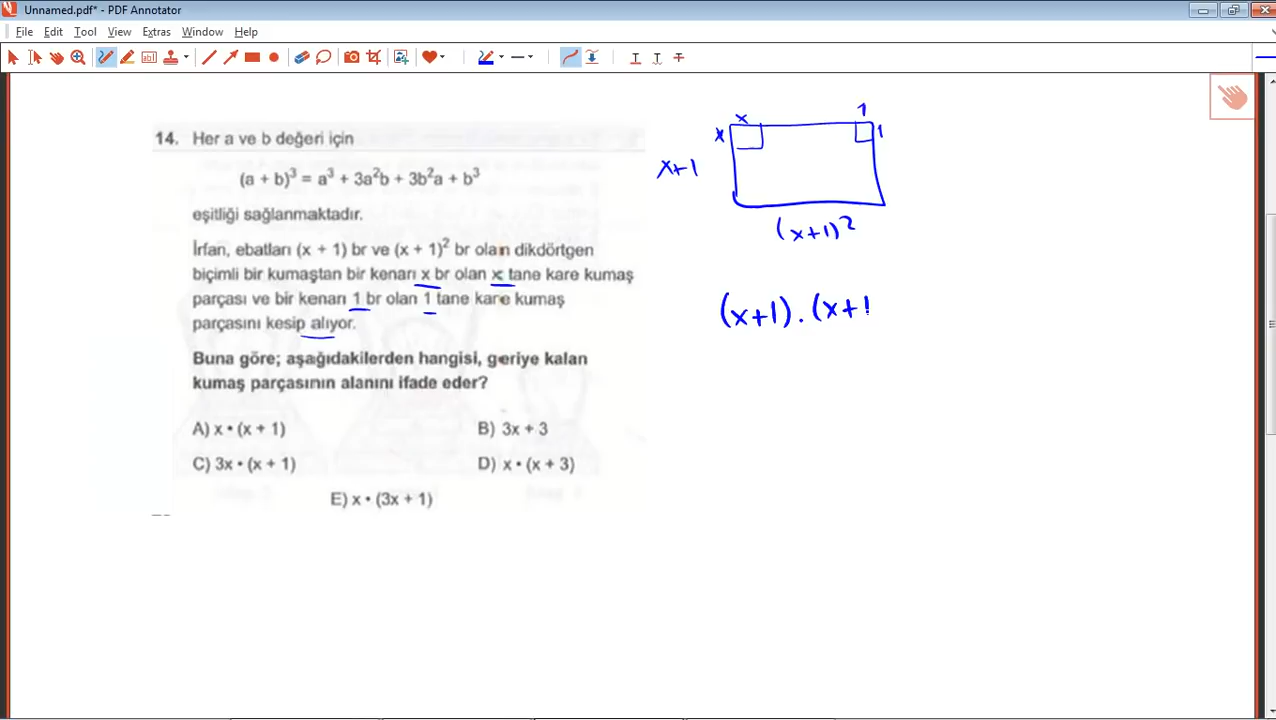 Unnamed.pdf* - PDF Annotator
File Edit Tool View Extras Window Help
14. Her a ve b değeri için
(a + b)³ = a³ + 3a²b + 3b²a + b³
eşitliği sağlanmaktadır.
İrfan, ebatları (x + 1) br ve (x + 1)² br olan dikdörtgen
biçimli bir kumaştan bir kenarı x br olan x tane kare kumaş
parçası ve bir kenarı 1 br olan 1 tane kare kumaş
parçasını kesip alıyor.
Buna göre; aşağıdakilerden hangisi, geriye kalan
kumaş parçasının alanını ifade eder?
A) x • (x + 1)
B) 3x + 3
C) 3x • (x + 1)
D) x • (x + 3)
E) x • (3x + 1)
x
1
x
1
x+1
(x+1)²
(x+1).(x+1